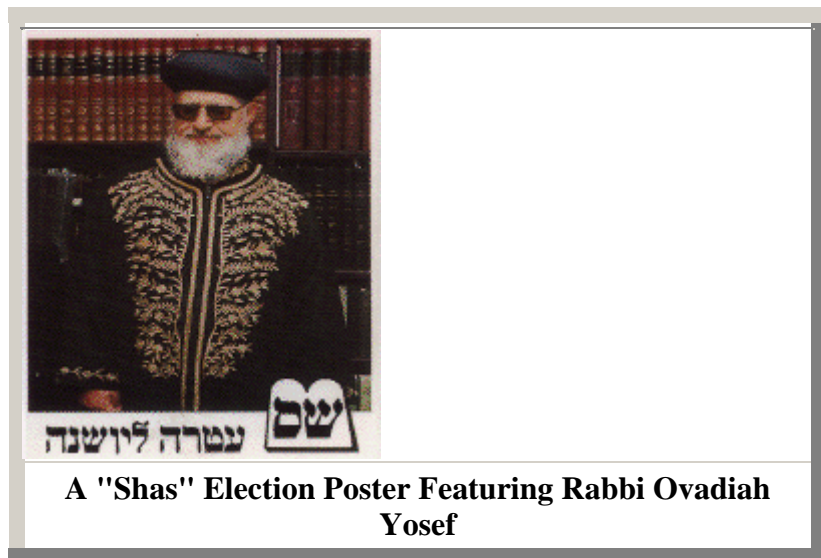 שס עטרה ליושנה
A "Shas" Election Poster Featuring Rabbi Ovadiah
Yosef